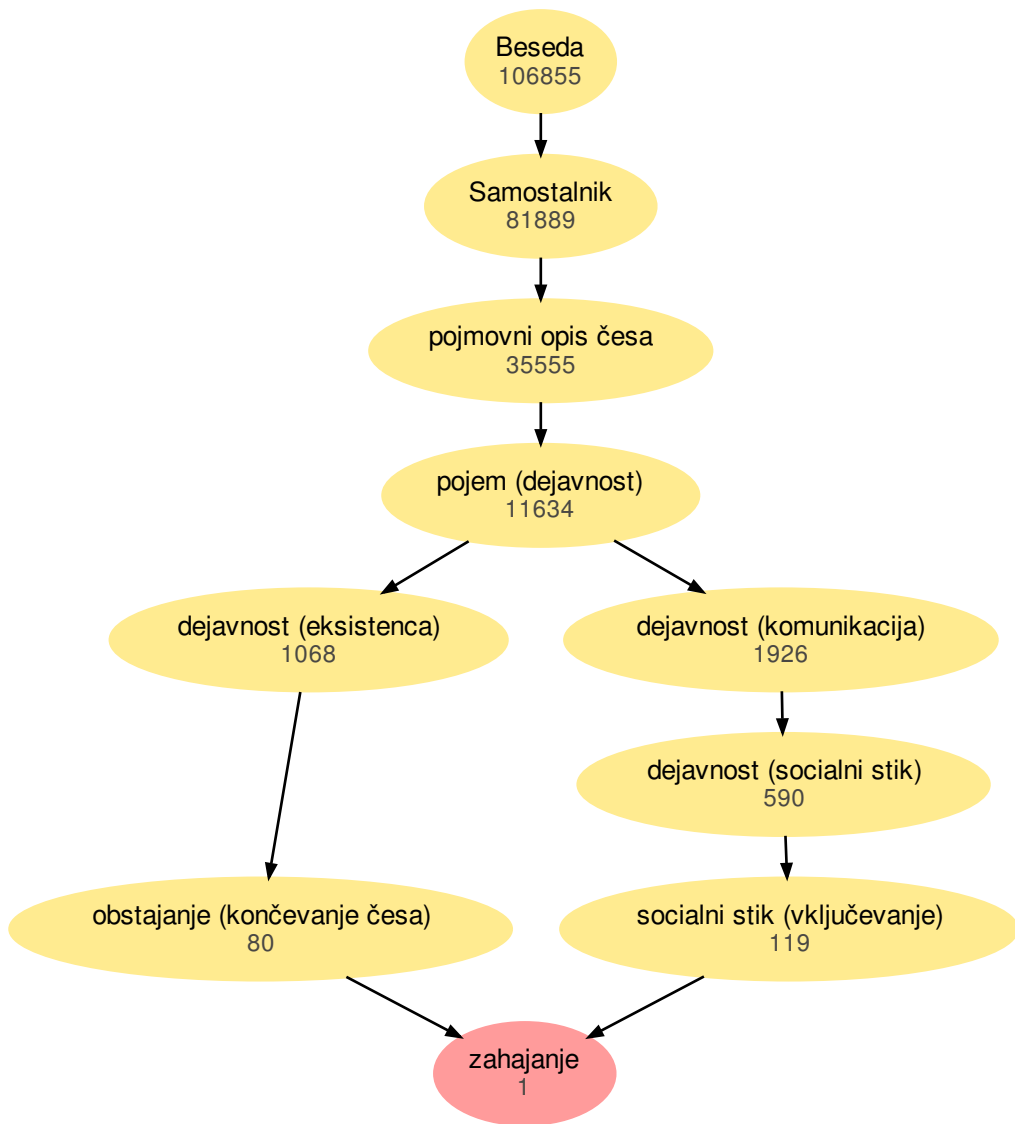 Beseda
106855
Samostalnik
81889
pojmovni opis česa
35555
pojem (dejavnost)
11634
dejavnost (eksistenca)
1068
dejavnost (komunikacija)
1926
dejavnost (socialni stik)
590
obstajanje (končevanje česa)
80
socialni stik (vključevanje)
119
zahajanje
1